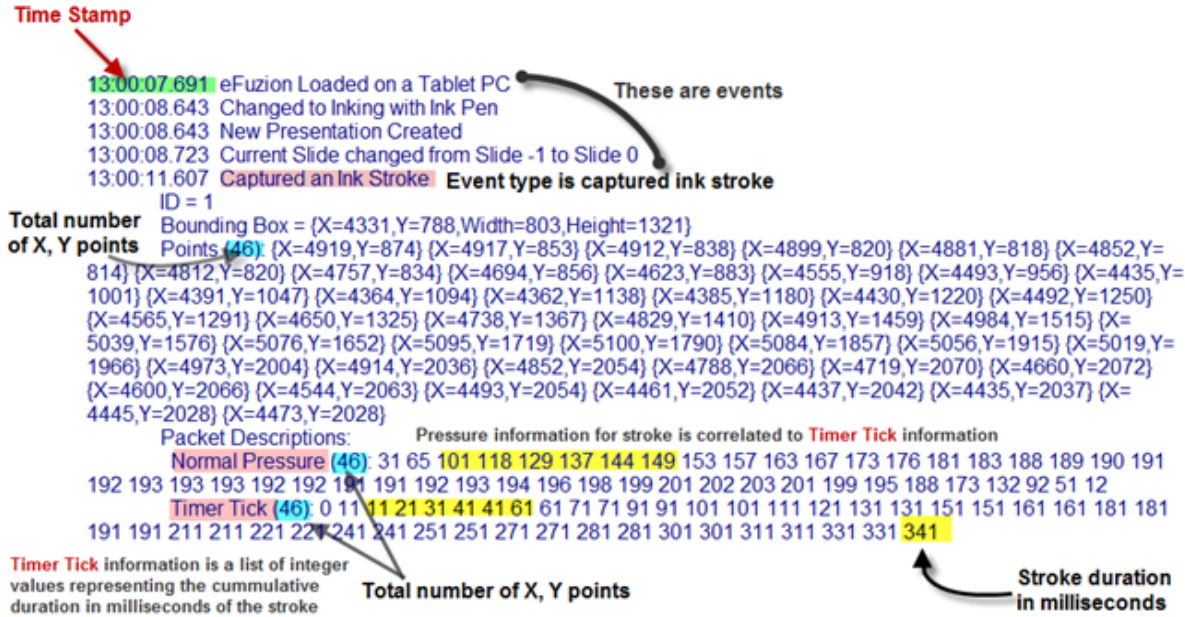 Time Stamp
13:00:07.691 eFuzion Loaded on a Tablet PC
These are events
13:00:08.643 Changed to Inking with Ink Pen
13:00:08.643 New Presentation Created
13:00:08.723 Current Slide changed from Slide -1 to Slide 0
13:00:11.607 Captured an Ink Stroke Event type is captured ink stroke
ID = 1
Total number
of X, Y points
Bounding Box = {X=4331,Y=788,Width=803,Height=1321}
Points (46): {X=4919,Y=874} {X=4917,Y=853} {X=4912,Y=838} {X=4899,Y=820} {X=4881,Y=818} {X=4852,Y=
814} {X=4812,Y=820} {X=4757,Y=834} {X=4694,Y=856} {X=4623,Y=883} {X=4555,Y=918} {X=4493,Y=956} {X=4435,Y=
1001} {X=4391,Y=1047} {X=4364,Y=1094} {X=4362,Y=1138} {X=4385,Y=1180} {X=4430,Y=1220} {X=4492,Y=1250}
{X=4565,Y=1291} {X=4650,Y=1325} {X=4738,Y=1367} {X=4829,Y=1410} {X=4913,Y=1459} {X=4984,Y=1515} {X=
5039,Y=1576} {X=5076,Y=1652} {X=5095,Y=1719} {X=5100,Y=1790} {X=5084,Y=1857} {X=5056,Y=1915} {X=5019,Y=
1966} {X=4973,Y=2004} {X=4914,Y=2036} {X=4852,Y=2054} {X=4788,Y=2066} {X=4719,Y=2070} {X=4660,Y=2072}
{X=4600,Y=2066} {X=4544,Y=2063} {X=4493,Y=2054} {X=4461,Y=2052} {X=4437,Y=2042} {X=4435,Y=2037} {X=
4445,Y=2028} {X=4473,Y=2028}
Packet Descriptions:
Pressure information for stroke is correlated to Timer Tick information
Normal Pressure (46): 31 65 101 118 129 137 144 149 153 157 163 167 173 176 181 183 188 189 190 191
192 193 193 193 192 192 191 191 192 193 194 196 198 199 201 202 203 201 199 195 188 173 132 92 51 12
Timer Tick (46): 0 11 11 21 31 41 41 61 61 71 71 91 91 101 101 111 121 131 131 151 151 161 161 181 181
191 191 211 211 221 221 241 241 251 251 271 271 281 281 301 301 311 311 331 331 341
Timer Tick information is a list of integer
values representing the cummulative
duration in milliseconds of the stroke
Total number of X, Y points
Stroke duration
in milliseconds